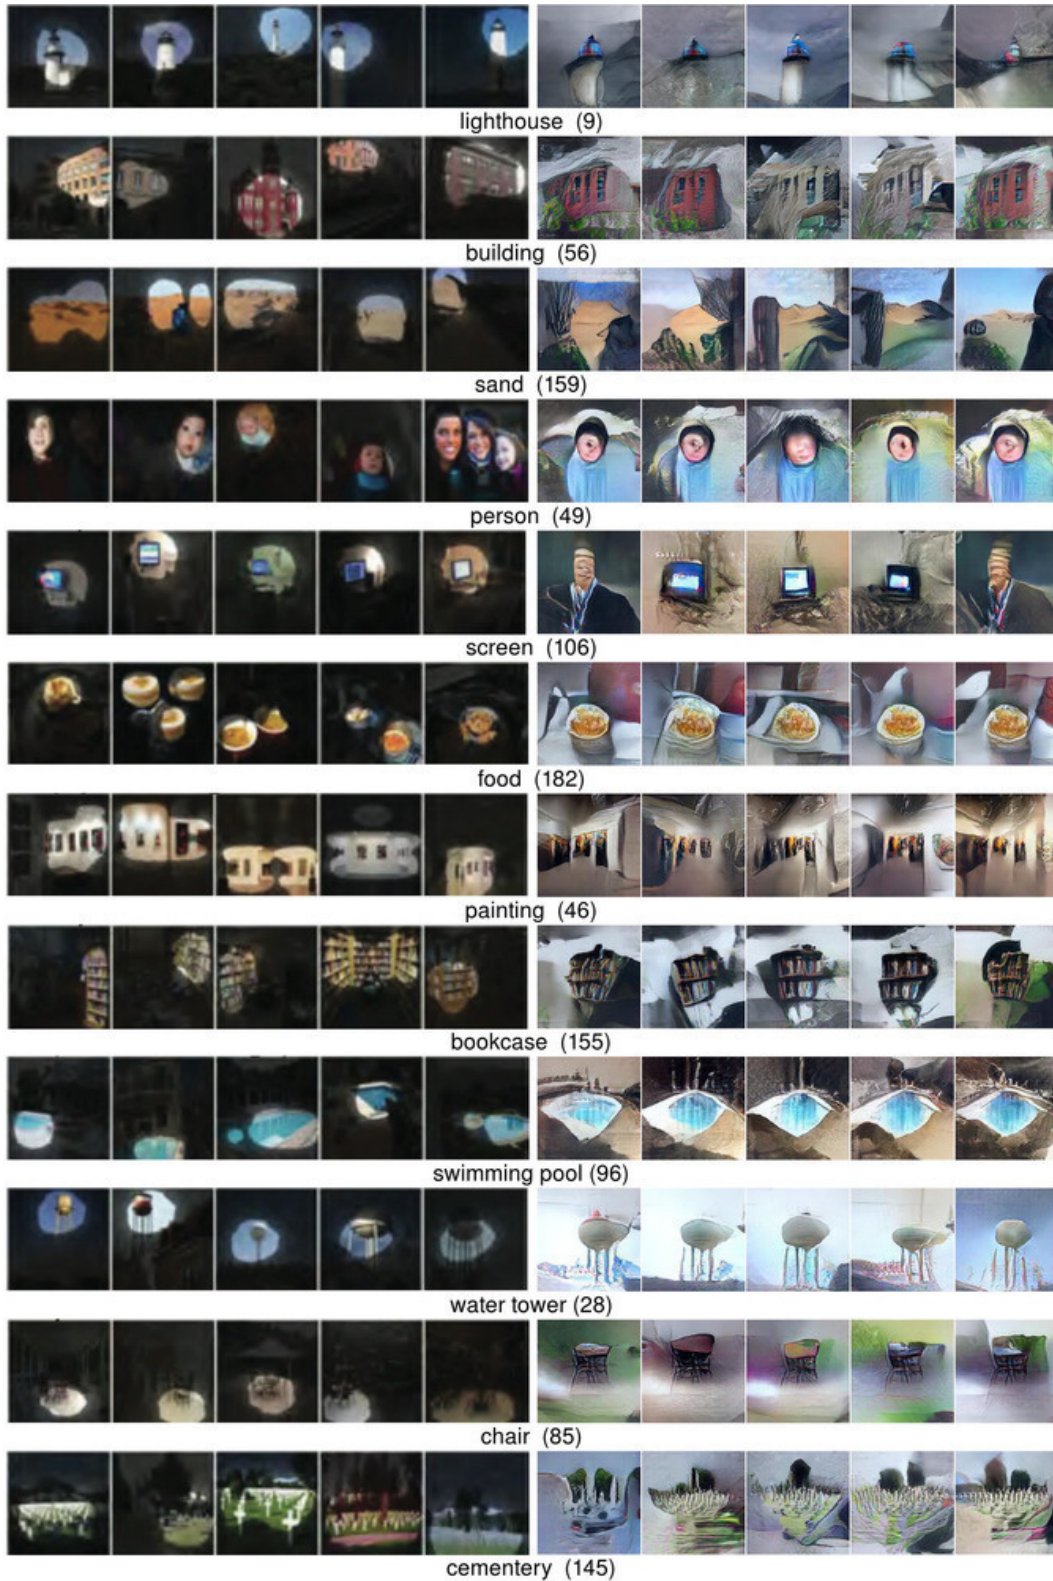 lighthouse (9)
building (56)
sand (159)
person (49)
screen (106)
food (182)
painting (46)
bookcase (155)
swimming pool (96)
water tower (28)
chair (85)
cementery (145)